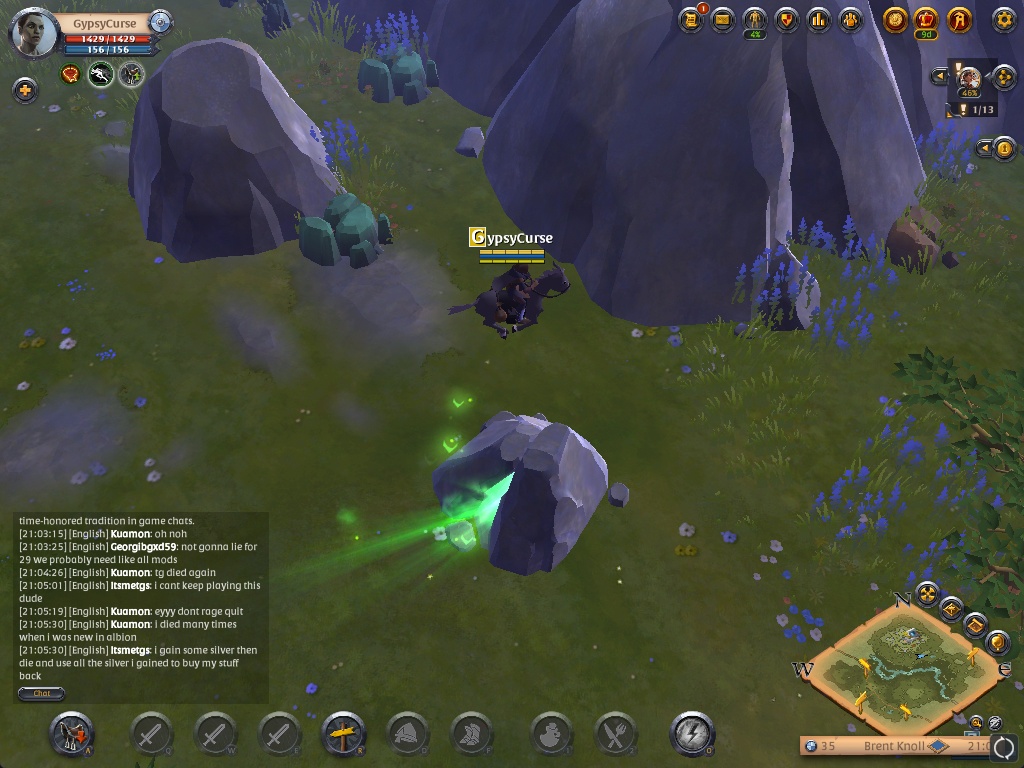 GypsyCurse
1429 / 1429
156 / 156
1
4%
9d
46%
1/13
GypsyCurse
time-honored tradition in game chats.
[21:03:15] [English] Kuamon: oh noh
[21:03:25] [English] Georgibgxd59: not gonna lie for
29 we probably need like all mods
[21:04:26] [English] Kuamon: tg died again
[21:05:01] [English] Itsmetgs: i cant keep playing this
dude
[21:05:19] [English] Kuamon: eyyy dont rage quit
[21:05:30] [English] Kuamon: i died many times
when i was new in albion
[21:05:30] [English] Itsmetgs: i gain some silver then
die and use all the silver i gained to buy my stuff
back
Chat
N
W
E
A
Q
W
E
R
D
F
35
Brent Knoll